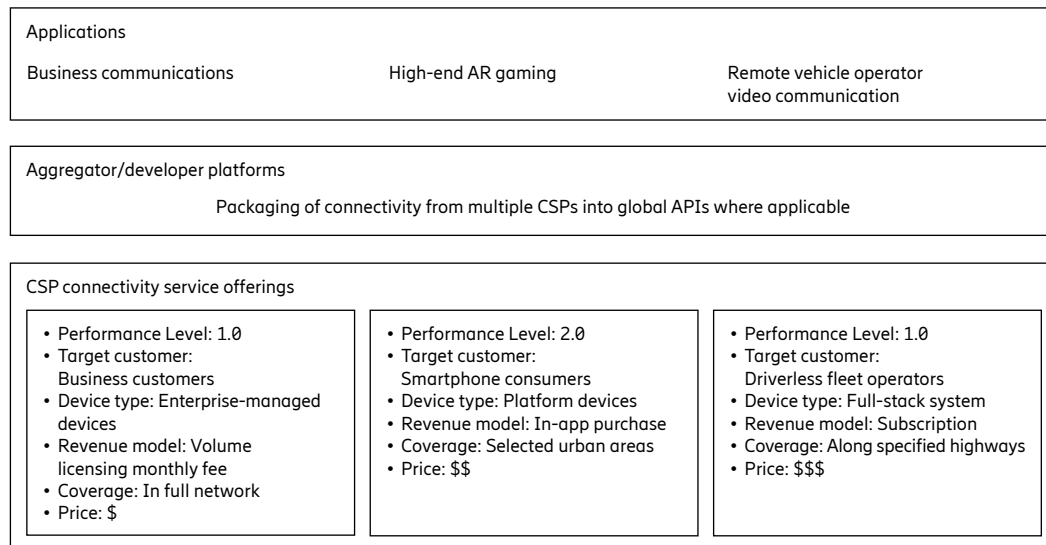 Applications
Business communications
High-end AR gaming
Remote vehicle operator
video communication
Aggregator/developer platforms
Packaging of connectivity from multiple CSPs into global APIs where applicable
CSP connectivity service offerings
• Performance Level: 1.0
• Target customer:
Business customers
• Device type: Enterprise-managed
devices
• Revenue model: Volume
licensing monthly fee
• Coverage: In full network
• Price: $
• Performance Level: 2.0
• Target customer:
Smartphone consumers
• Device type: Platform devices
• Revenue model: In-app purchase
• Coverage: Selected urban areas
• Price: $$
• Performance Level: 1.0
• Target customer:
Driverless fleet operators
• Device type: Full-stack system
• Revenue model: Subscription
• Coverage: Along specified highways
• Price: $$$